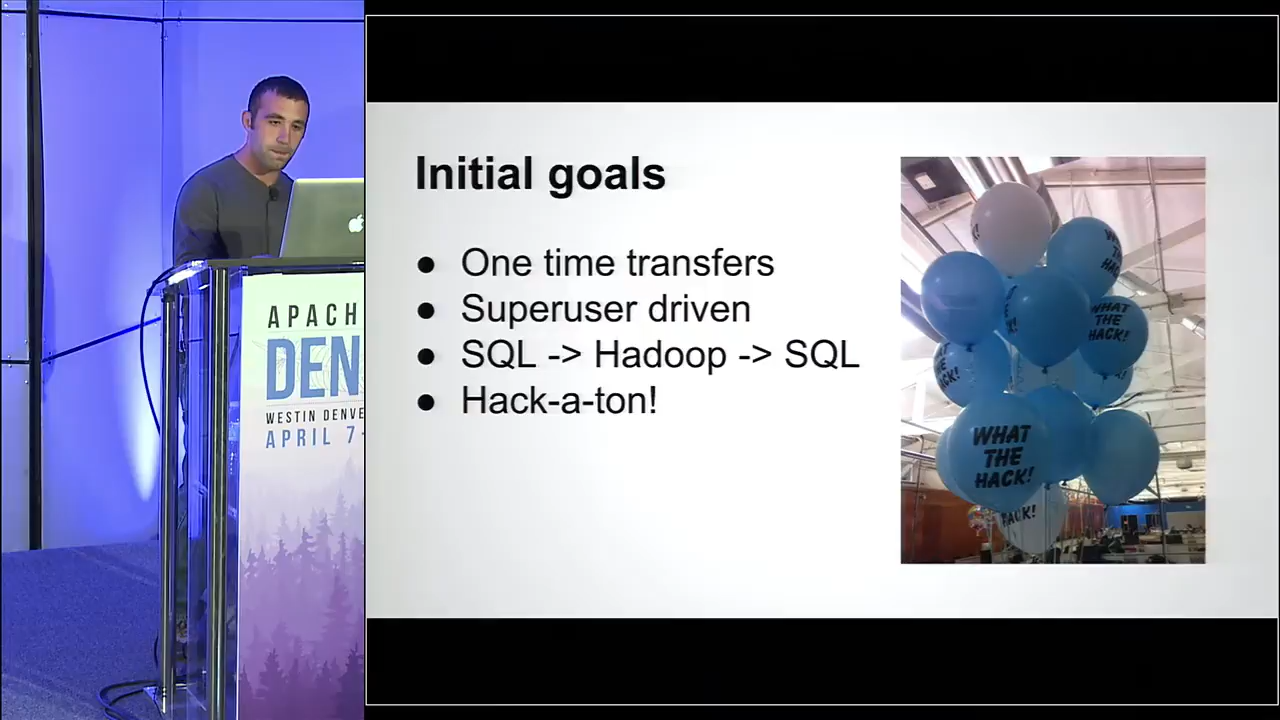 Initial goals
● One time transfers
● Superuser driven
● SQL -> Hadoop -> SQL
● Hack-a-ton!
APACH
DEN
WESTIN DENVE
APRIL 7-
WHAT
THE
HACK!
WHAT
THE
HACK!
HACK!